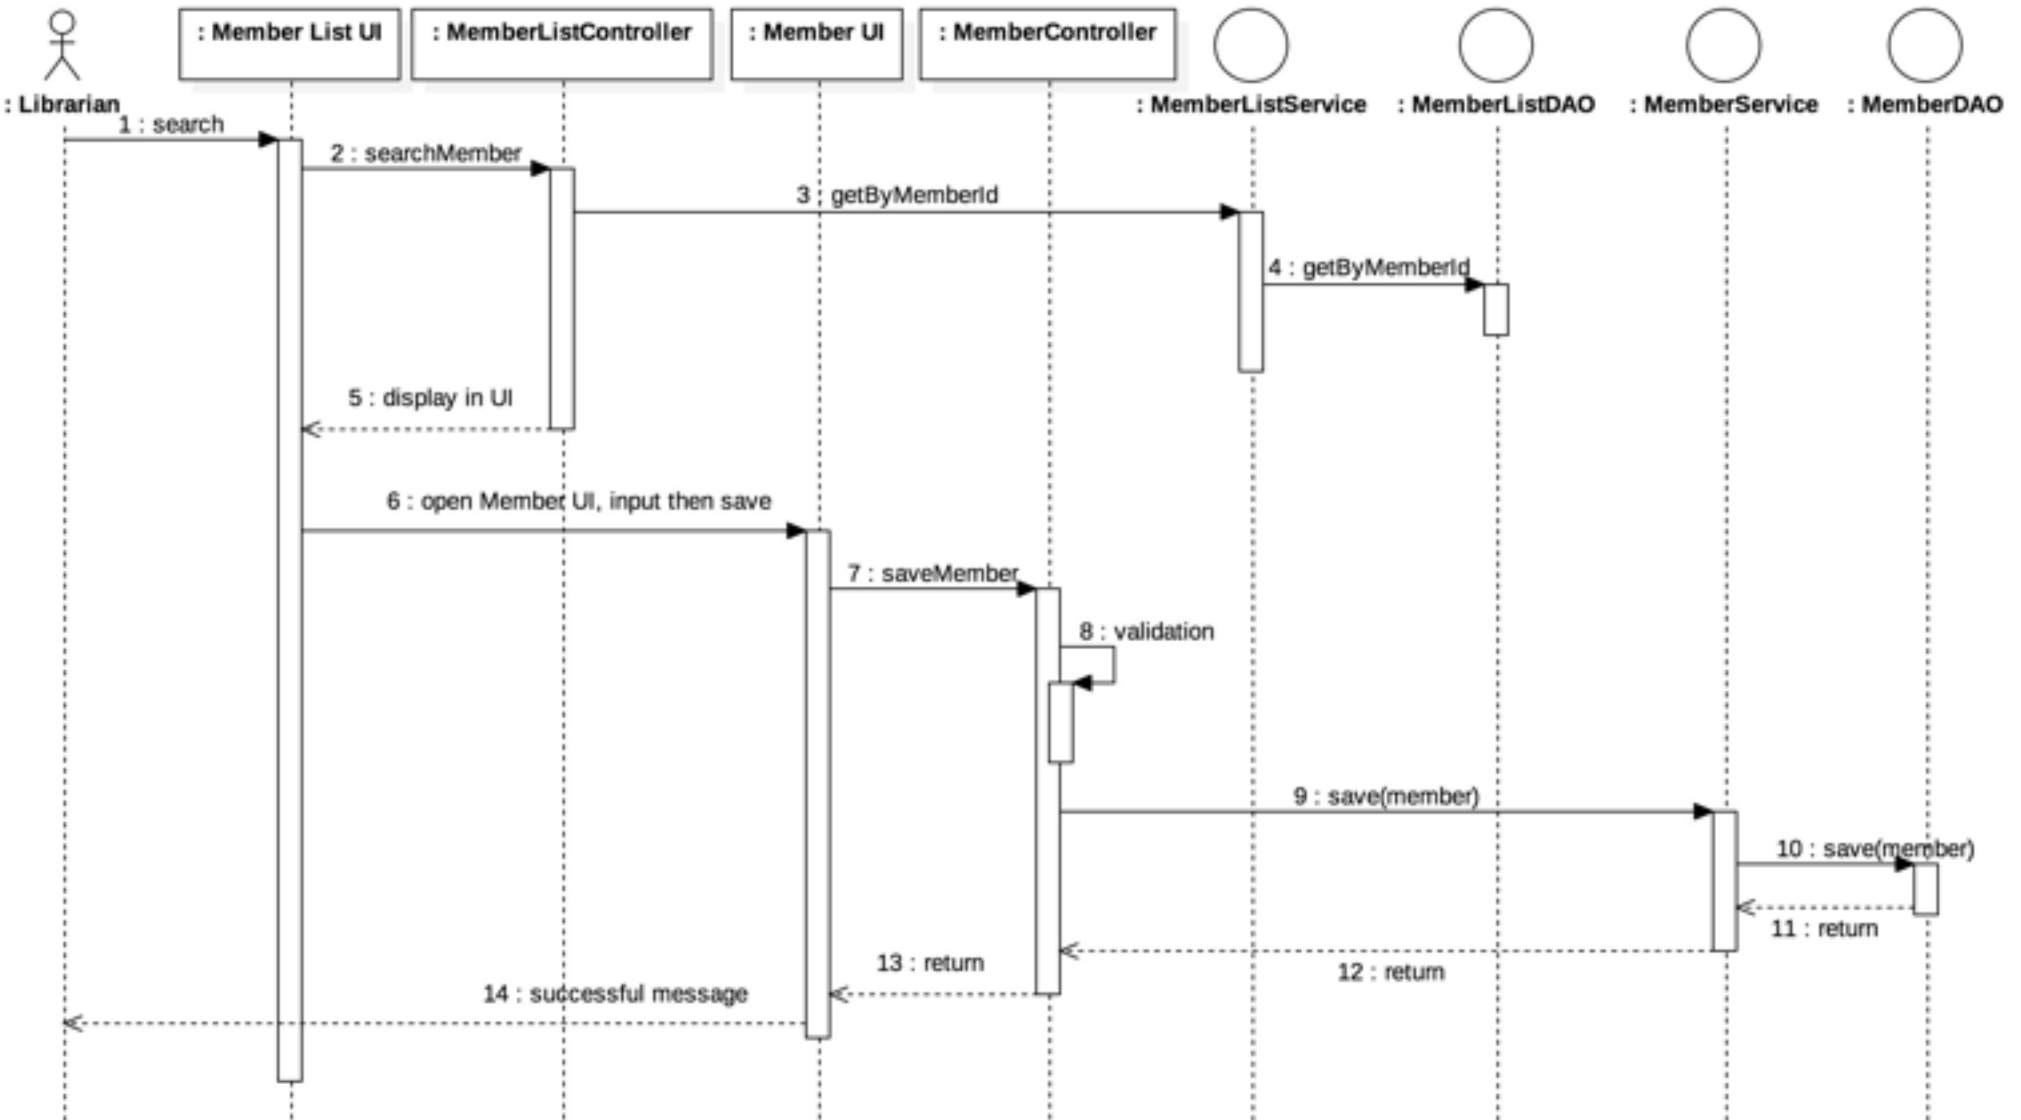 : Member List UI
: MemberListController
: Member UI
: MemberController
: Librarian
: MemberListService
: MemberListDAO
: MemberService
: MemberDAO
1 : search
2 : searchMember
3 : getByMemberId
4 : getByMemberId
5 : display in UI
6 : open Member UI, input then save
7 : saveMember
8 : validation
9 : save(member)
10 : save(member)
11 : return
12 : return
13 : return
14 : successful message